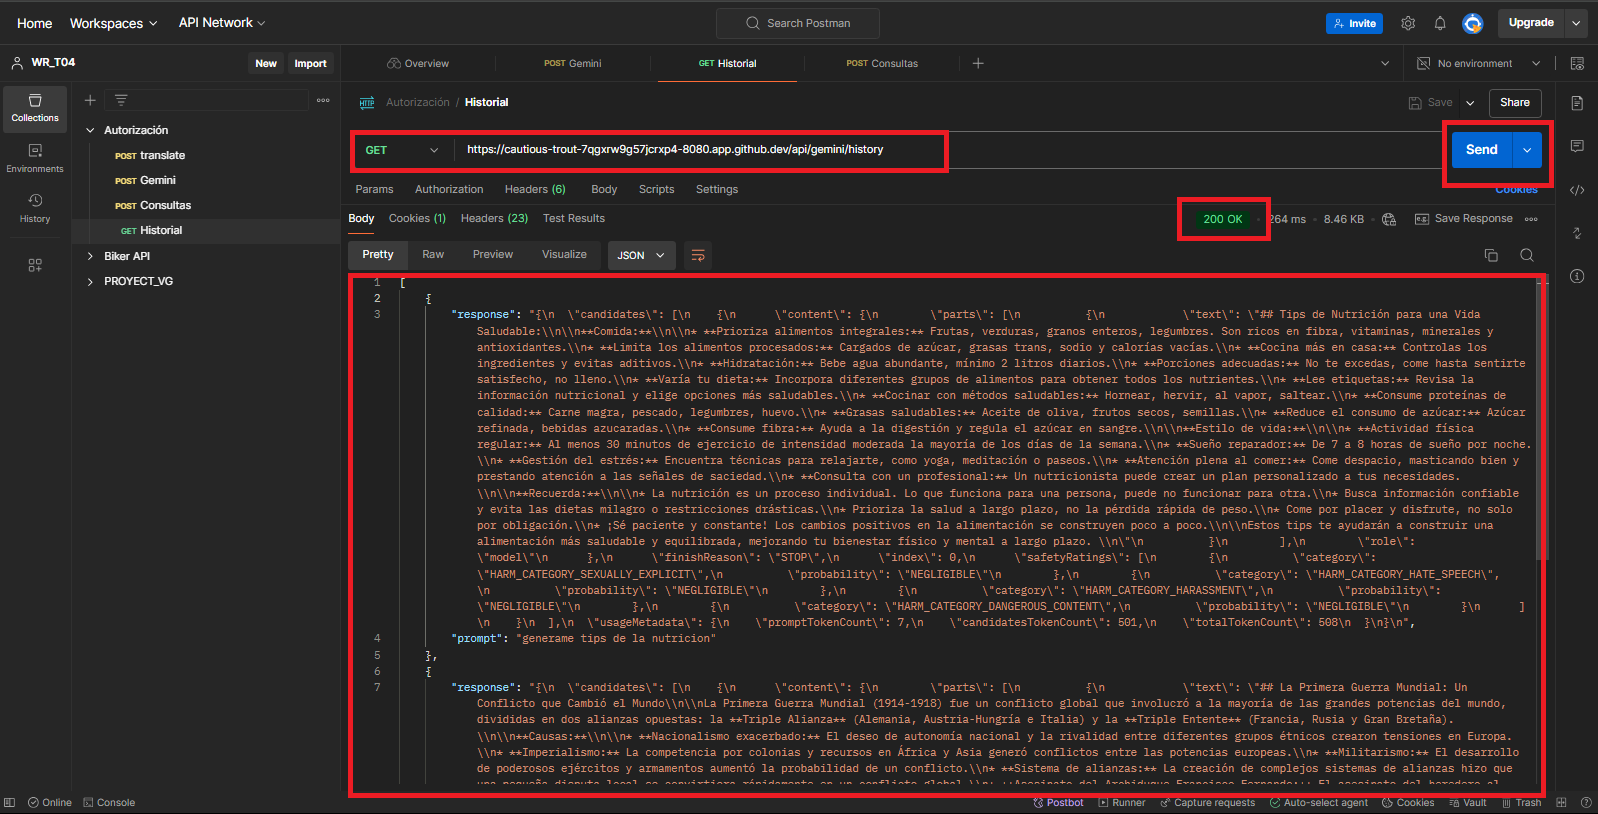 Home Workspaces API Network Search Postman Invite Upgrade
WR_T04 New Import Overview POST Gemini GET Historial POST Consultas No environment
Collections
Environments
History
Autorización
POST translate
POST Gemini
POST Consultas
GET Historial
Biker API
PROYECT_VG
HTTP Autorización / Historial Save Share
GET https://cautious-trout-7qgxrw9g57jcrxp4-8080.app.github.dev/api/gemini/history Send
Params Authorization Headers (6) Body Scripts Settings Cookies
Body Cookies (1) Headers (23) Test Results 200 OK 264 ms 8.46 KB Save Response
Pretty Raw Preview Visualize JSON
1 [
2 {
3 "response": "{\n  \"candidates\": [\n    {\n      \"content\": {\n        \"parts\": [\n          {\n            \"text\": \"## Tips de Nutrición para una Vida
Saludable:\\n\\n**Comida:**\\n\\n* **Prioriza alimentos integrales:** Frutas, verduras, granos enteros, legumbres. Son ricos en fibra, vitaminas, minerales y
antioxidantes.\\n* **Limita los alimentos procesados:** Cargados de azúcar, grasas trans, sodio y calorías vacías.\\n* **Cocina más en casa:** Controlas los
ingredientes y evitas aditivos.\\n* **Hidratación:** Bebe agua abundante, mínimo 2 litros diarios.\\n* **Porciones adecuadas:** No te excedas, come hasta sentirte
satisfecho, no lleno.\\n* **Varía tu dieta:** Incorpora diferentes grupos de alimentos para obtener todos los nutrientes.\\n* **Lee etiquetas:** Revisa la
información nutricional y elige opciones más saludables.\\n* **Cocinar con métodos saludables:** Hornear, hervir, al vapor, saltear.\\n* **Consume proteínas de
calidad:** Carne magra, pescado, legumbres, huevo.\\n* **Grasas saludables:** Aceite de oliva, frutos secos, semillas.\\n* **Reduce el consumo de azúcar:** Azúcar
refinada, bebidas azucaradas.\\n* **Consume fibra:** Ayuda a la digestión y regula el azúcar en sangre.\\n\\n**Estilo de vida:**\\n\\n* **Actividad física
regular:** Al menos 30 minutos de ejercicio de intensidad moderada la mayoría de los días de la semana.\\n* **Sueño reparador:** De 7 a 8 horas de sueño por noche.
\\n* **Gestión del estrés:** Encuentra técnicas para relajarte, como yoga, meditación o paseos.\\n* **Atención plena al comer:** Come despacio, masticando bien y
prestando atención a las señales de saciedad.\\n* **Consulta con un profesional:** Un nutricionista puede crear un plan personalizado a tus necesidades.
\\n\\n**Recuerda:**\\n\\n* La nutrición es un proceso individual. Lo que funciona para una persona, puede no funcionar para otra.\\n* Busca información confiable
y evita las dietas milagro o restricciones drásticas.\\n* Prioriza la salud a largo plazo, no la pérdida rápida de peso.\\n* Come por placer y disfrute, no solo
por obligación.\\n* ¡Sé paciente y constante! Los cambios positivos en la alimentación se construyen poco a poco.\\n\\nEstos tips te ayudarán a construir una
alimentación más saludable y equilibrada, mejorando tu bienestar físico y mental a largo plazo. \\n\"\n          }\n        ],\n        \"role\":
\"model\"\n      },\n      \"finishReason\": \"STOP\",\n      \"index\": 0,\n      \"safetyRatings\": [\n        {\n          \"category\":
\"HARM_CATEGORY_SEXUALLY_EXPLICIT\",\n          \"probability\": \"NEGLIGIBLE\"\n        },\n        {\n          \"category\": \"HARM_CATEGORY_HATE_SPEECH\",
\n          \"probability\": \"NEGLIGIBLE\"\n        },\n        {\n          \"category\": \"HARM_CATEGORY_HARASSMENT\",\n          \"probability\":
\"NEGLIGIBLE\"\n        },\n        {\n          \"category\": \"HARM_CATEGORY_DANGEROUS_CONTENT\",\n          \"probability\": \"NEGLIGIBLE\"\n        }\n      ]
\n    }\n  ],\n  \"usageMetadata\": {\n    \"promptTokenCount\": 7,\n    \"candidatesTokenCount\": 501,\n    \"totalTokenCount\": 508\n  }\n}\n",
4 "prompt": "generame tips de la nutricion"
5 },
6 {
7 "response": "{\n  \"candidates\": [\n    {\n      \"content\": {\n        \"parts\": [\n          {\n            \"text\": \"## La Primera Guerra Mundial: Un
Conflicto que Cambió el Mundo\\n\\nLa Primera Guerra Mundial (1914-1918) fue un conflicto global que involucró a la mayoría de las grandes potencias del mundo,
divididas en dos alianzas opuestas: la **Triple Alianza** (Alemania, Austria-Hungría e Italia) y la **Triple Entente** (Francia, Rusia y Gran Bretaña).
\\n\\n**Causas:**\\n\\n* **Nacionalismo exacerbado:** El deseo de autonomía nacional y la rivalidad entre diferentes grupos étnicos crearon tensiones en Europa.
\\n* **Imperialismo:** La competencia por colonias y recursos en África y Asia generó conflictos entre las potencias europeas.\\n* **Militarismo:** El desarrollo
de poderosos ejércitos y armamentos aumentó la probabilidad de un conflicto.\\n* **Sistema de alianzas:** La creación de complejos sistemas de alianzas hizo que
Online Console Postbot Runner Capture requests Auto-select agent Cookies Vault Trash